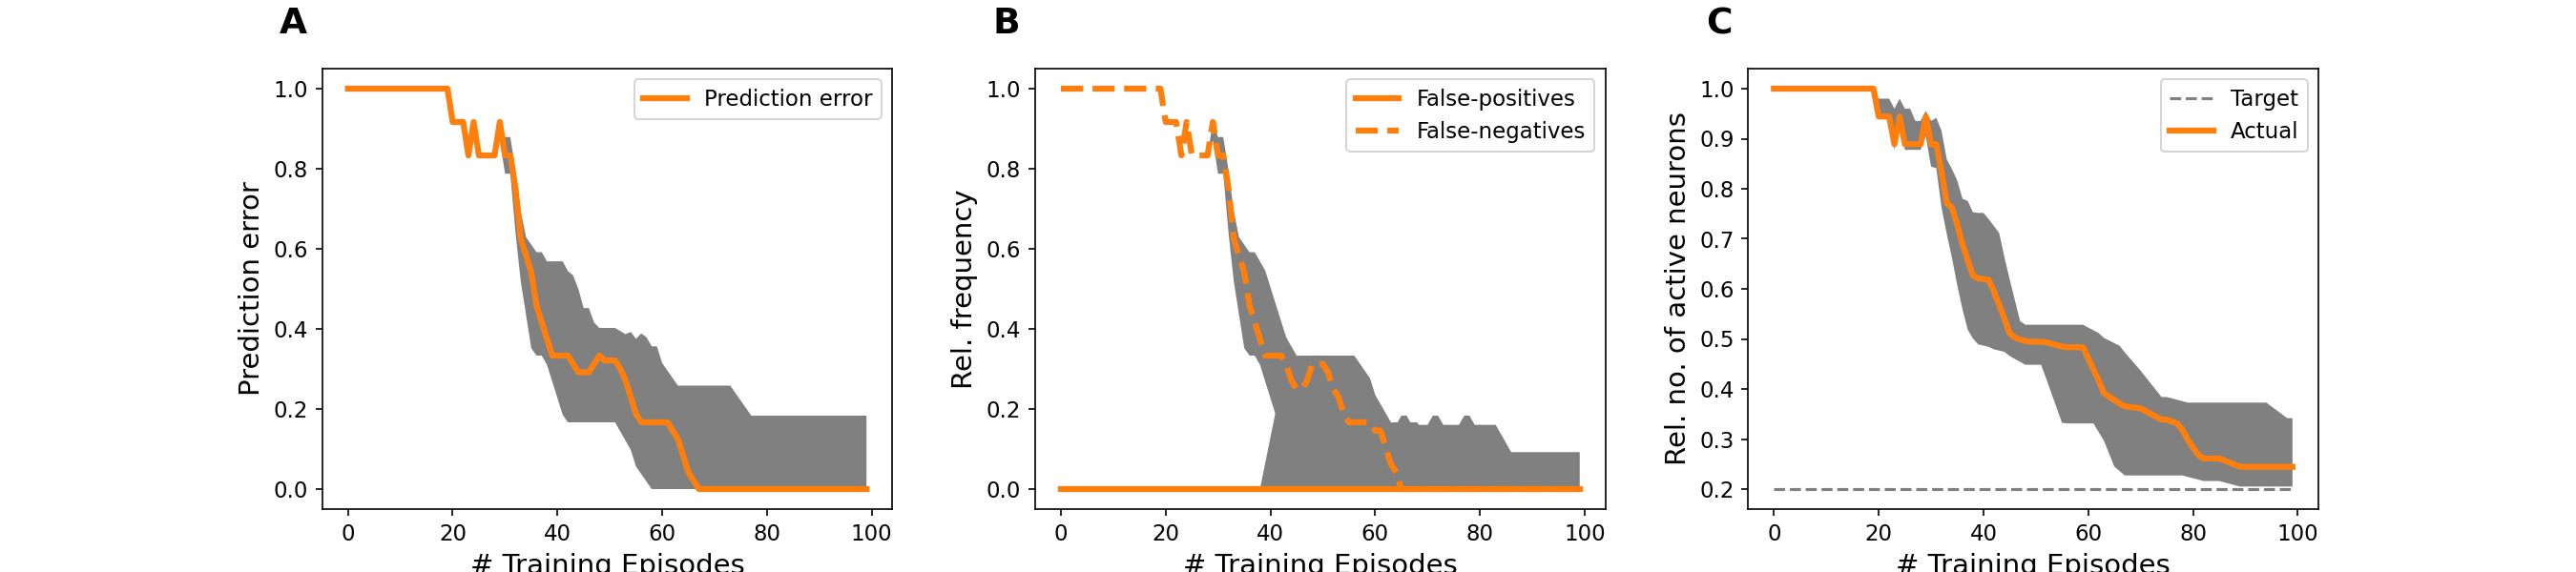 A
B
C
Prediction error
1.0
0.8
0.6
0.4
0.2
0.0
Prediction error
0
20
40
60
80
100
# Training Episodes
Rel. frequency
1.0
0.8
0.6
0.4
0.2
0.0
False-positives
False-negatives
0
20
40
60
80
100
# Training Episodes
Rel. no. of active neurons
1.0
0.9
0.8
0.7
0.6
0.5
0.4
0.3
0.2
Target
Actual
0
20
40
60
80
100
# Training Episodes